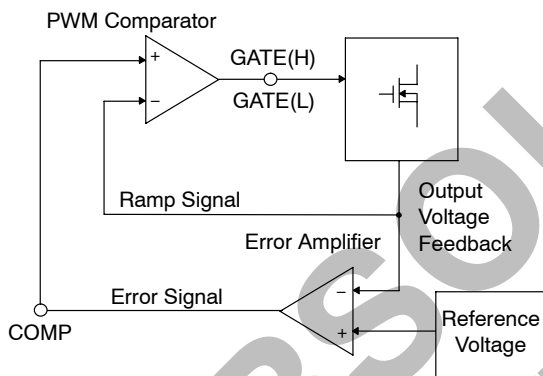 PWM Comparator
+
−
GATE(H)
GATE(L)
Ramp Signal
Output
Voltage
Feedback
Error Amplifier
Error Signal
−
+
COMP
Reference
Voltage